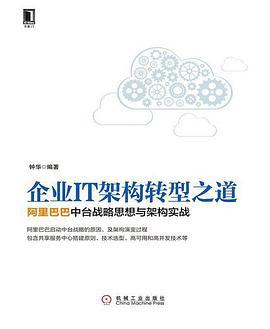 钟华 ◎编著
企业IT架构转型之道
阿里巴巴中台战略思想与架构实战
阿里巴巴启动中台战略的原因、及架构演变过程
包含共享服务中心搭建原则、技术选型、高可用和高并发技术等
机械工业出版社